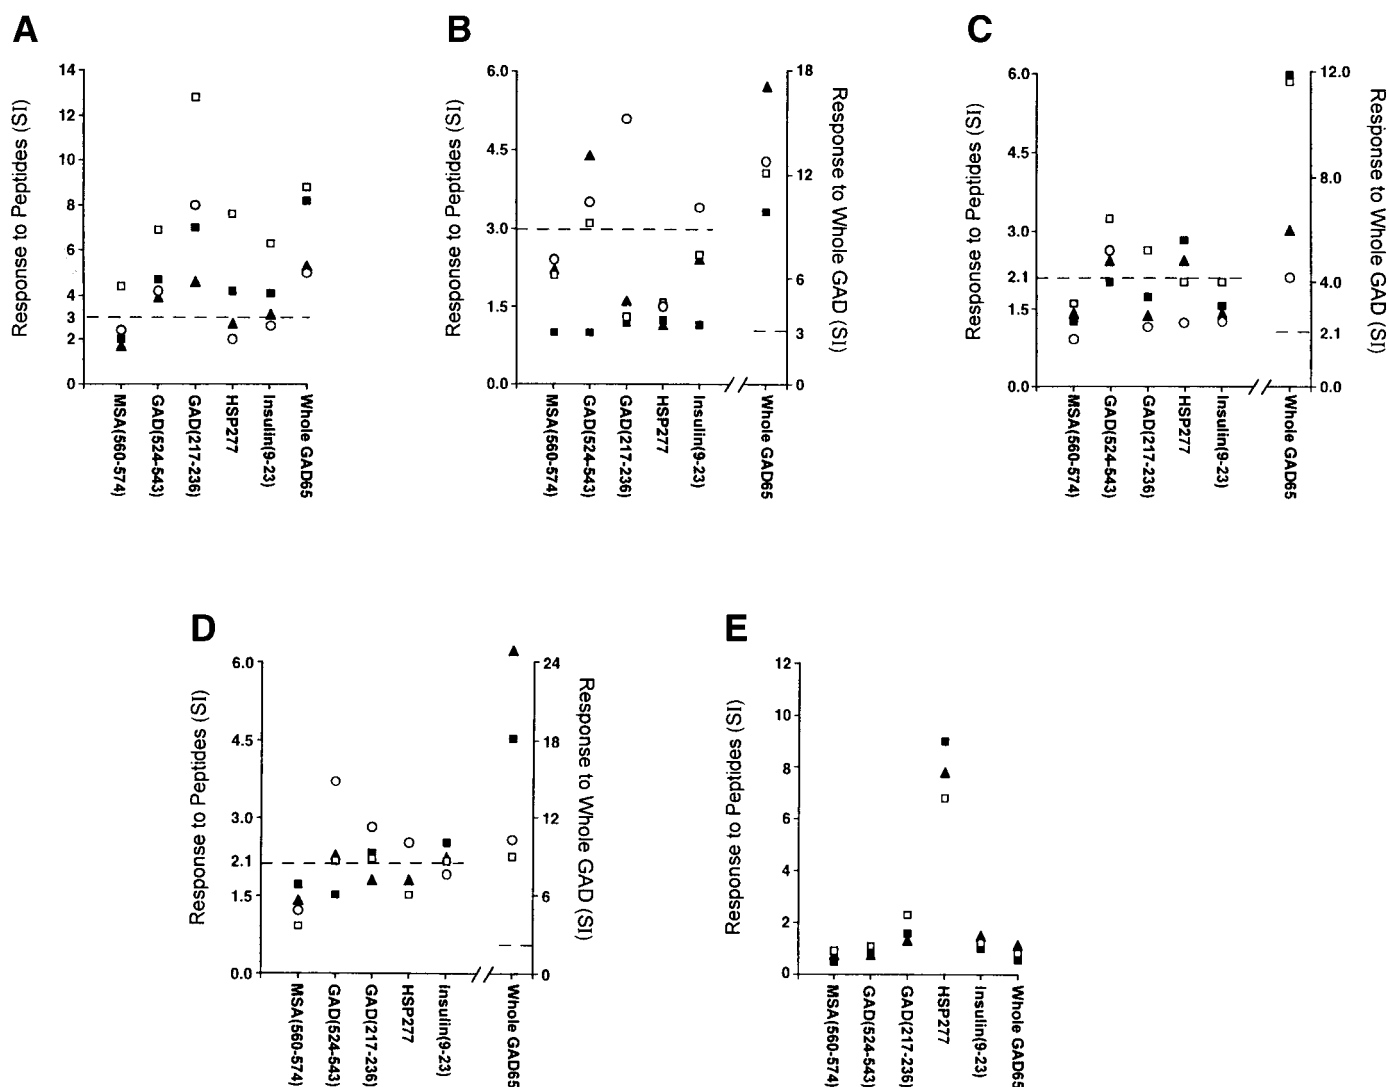 A
Response to Peptides (SI)
14
12
10
8
6
4
3
2
0
MSA(560-574)
GAD(524-543)
GAD(217-236)
HSP277
Insulin(9-23)
Whole GAD65
B
Response to Peptides (SI)
6.0
4.5
3.0
1.5
0.0
MSA(560-574)
GAD(524-543)
GAD(217-236)
HSP277
Insulin(9-23)
Whole GAD65
18
12
6
3
0
Response to Whole GAD (SI)
C
Response to Peptides (SI)
6.0
4.5
3.0
2.1
1.5
0.0
MSA(560-574)
GAD(524-543)
GAD(217-236)
HSP277
Insulin(9-23)
Whole GAD65
12.0
8.0
4.0
2.1
0.0
Response to Whole GAD (SI)
D
Response to Peptides (SI)
6.0
4.5
3.0
2.1
1.5
0.0
MSA(560-574)
GAD(524-543)
GAD(217-236)
HSP277
Insulin(9-23)
Whole GAD65
24
18
12
6
0
Response to Whole GAD (SI)
E
Response to Peptides (SI)
12
10
8
6
4
2
0
MSA(560-574)
GAD(524-543)
GAD(217-236)
HSP277
Insulin(9-23)
Whole GAD65